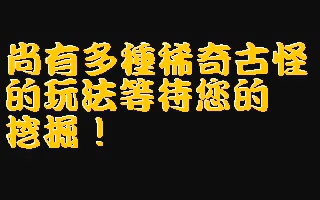 尚有多種稀奇古怪
的玩法等待您的
挖掘！